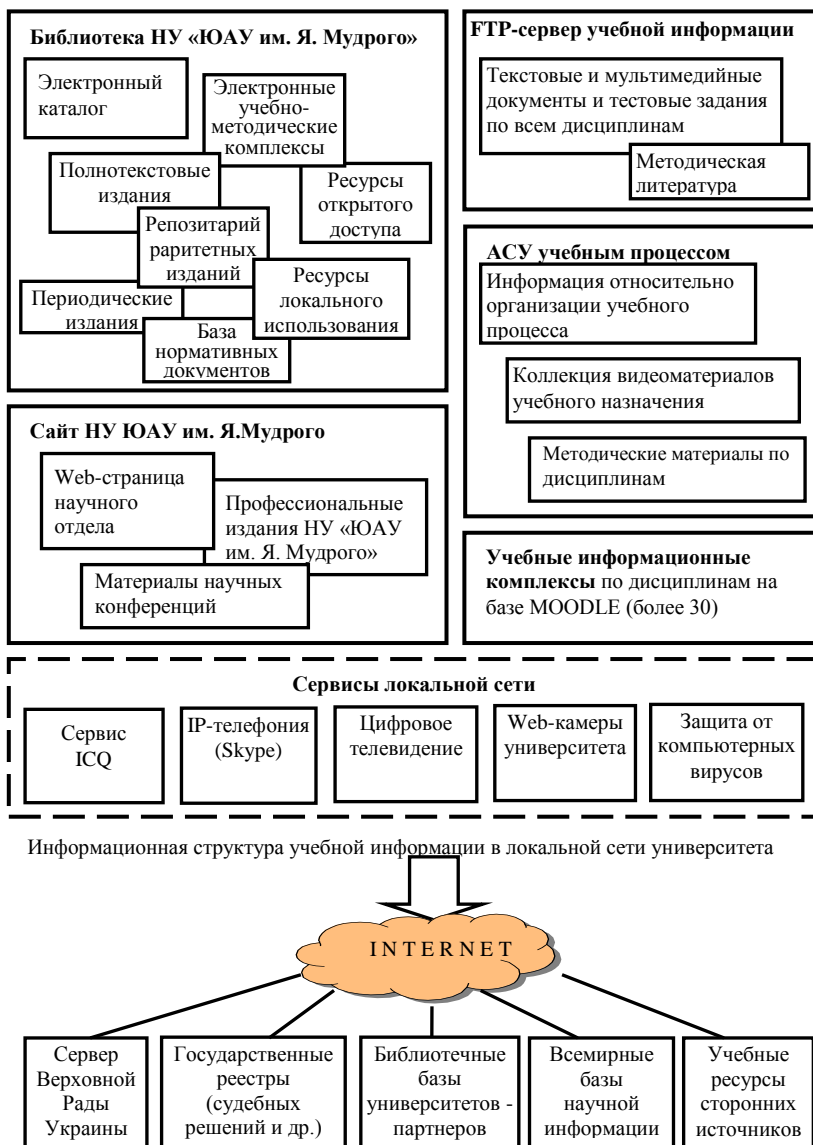 Библиотека НУ «ЮАУ им. Я. Мудрого»
Электронный
каталог
Электронные
учебно-
методические
комплексы
Полнотекстовые
издания
Ресурсы
открытого
доступа
Репозитарий
раритетных
изданий
Ресурсы
локального
использования
Периодические
издания
База
нормативных
документов
FTP-сервер учебной информации
Текстовые и мультимедийные
документы и тестовые задания
по всем дисциплинам
Методическая
литература
АСУ учебным процессом
Информация относительно
организации учебного
процесса
Коллекция видеоматериалов
учебного назначения
Методические материалы по
дисциплинам
Сайт НУ ЮАУ им. Я.Мудрого
Web-страница
научного
отдела
Профессиональные
издания НУ «ЮАУ
им. Я. Мудрого»
Материалы научных
конференций
Учебные информационные
комплексы по дисциплинам на
базе MOODLE (более 30)
Сервисы локальной сети
Сервис
ICQ
IP-телефония
(Skype)
Цифровое
телевидение
Web-камеры
университета
Защита от
компьютерных
вирусов
Информационная структура учебной информации в локальной сети университета
INTERNET
Сервер
Верховной
Рады
Украины
Государственные
реестры
(судебных
решений и др.)
Библиотечные
базы
университетов -
партнеров
Всемирные
базы
научной
информации
Учебные
ресурсы
сторонних
источников